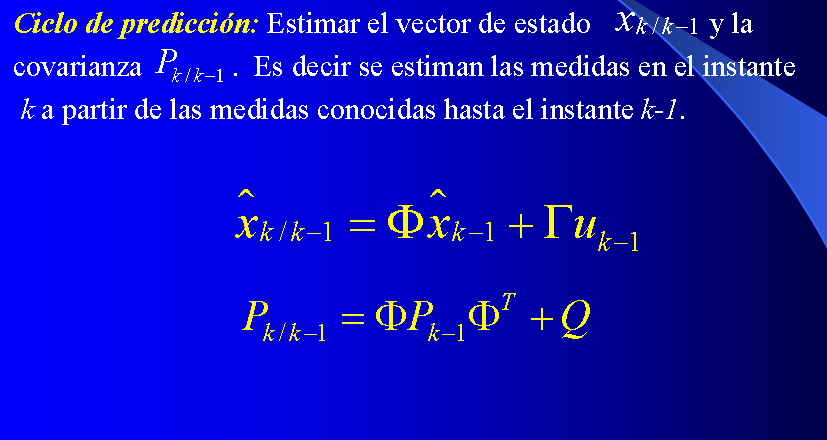 Ciclo de predicción: Estimar el vector de estado x_{k/k−1} y la
covarianza P_{k/k−1} . Es decir se estiman las medidas en el instante
k a partir de las medidas conocidas hasta el instante k-1.
x̂_{k/k−1} = Φx̂_{k−1} + Γu_{k−1}
P_{k/k−1} = ΦP_{k−1}Φ^T + Q